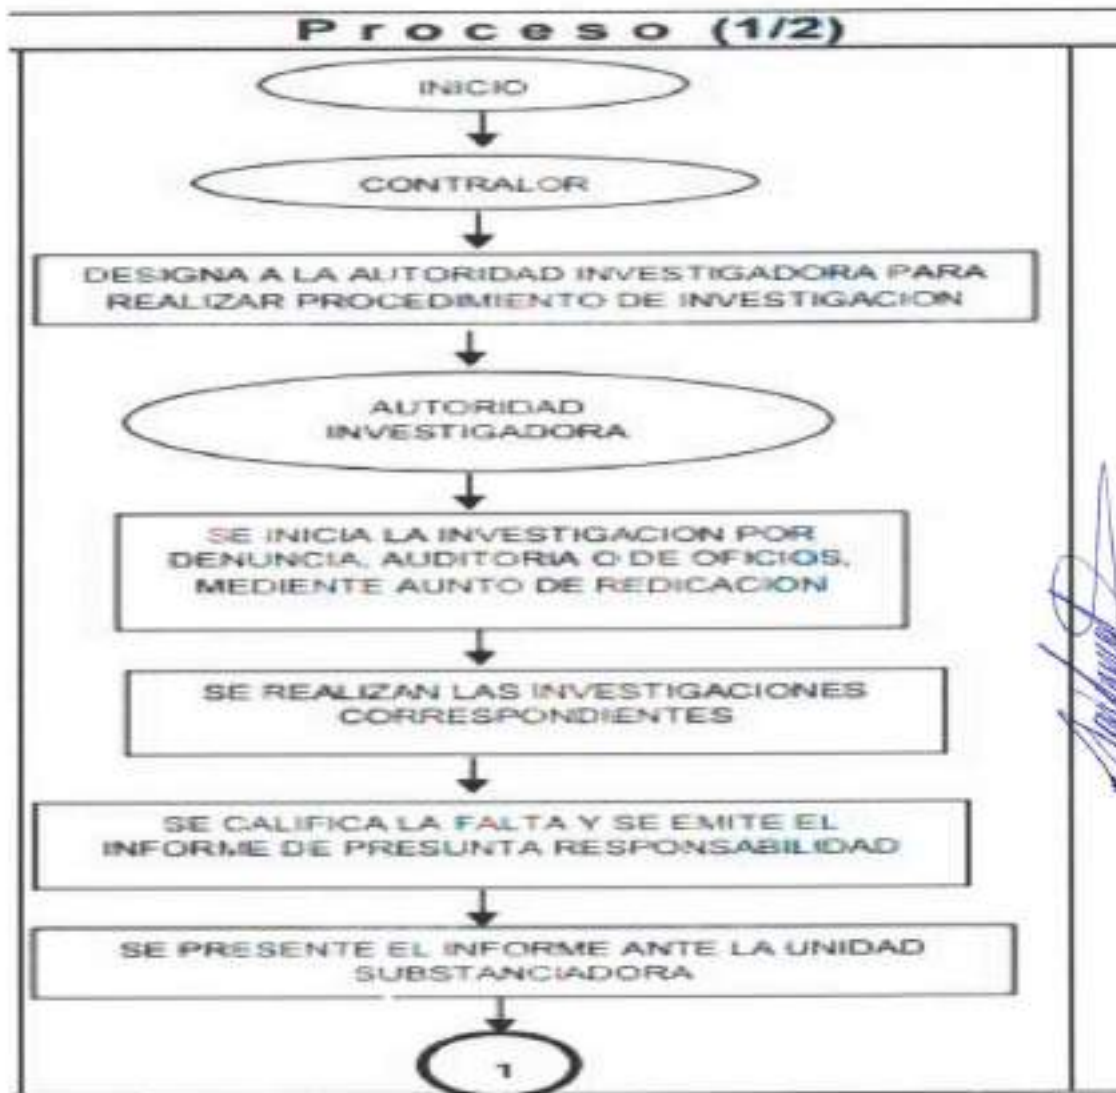 Proceso (1/2)
INICIO
CONTRALOR
DESIGNA A LA AUTORIDAD INVESTIGADORA PARA
REALIZAR PROCEDIMIENTO DE INVESTIGACION
AUTORIDAD
INVESTIGADORA
SE INICIA LA INVESTIGACION POR
DENUNCIA, AUDITORIA O DE OFICIOS,
MEDIENTE AUNTO DE REDICACION
SE REALIZAN LAS INVESTIGACIONES
CORRESPONDIENTES
SE CALIFICA LA FALTA Y SE EMITE EL
INFORME DE PRESUNTA RESPONSABILIDAD
SE PRESENTE EL INFORME ANTE LA UNIDAD
SUBSTANCIADORA
1